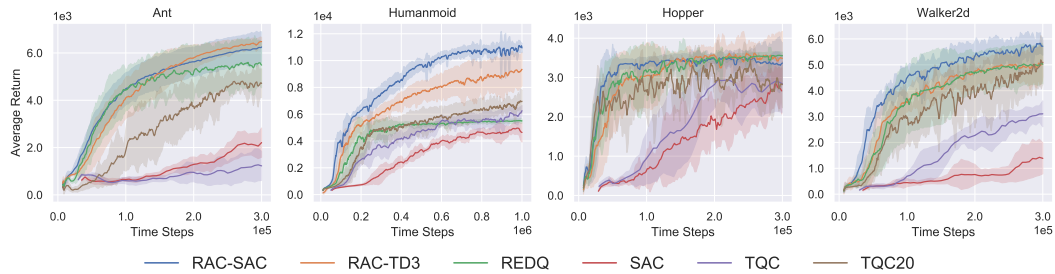 Ant
Humanmoid
Hopper
Walker2d
1e3
1e4
1e3
1e3
Average Return
6.0
4.0
2.0
0.0
1.2
1.0
0.8
0.6
0.4
0.2
0.0
4.0
3.0
2.0
1.0
0.0
6.0
5.0
4.0
3.0
2.0
1.0
0.0
0.0 1.0 2.0 3.0
0.0 0.2 0.4 0.6 0.8 1.0
0.0 1.0 2.0 3.0
0.0 1.0 2.0 3.0
Time Steps 1e5
Time Steps 1e6
Time Steps 1e5
Time Steps 1e5
RAC-SAC RAC-TD3 REDQ SAC TQC TQC20